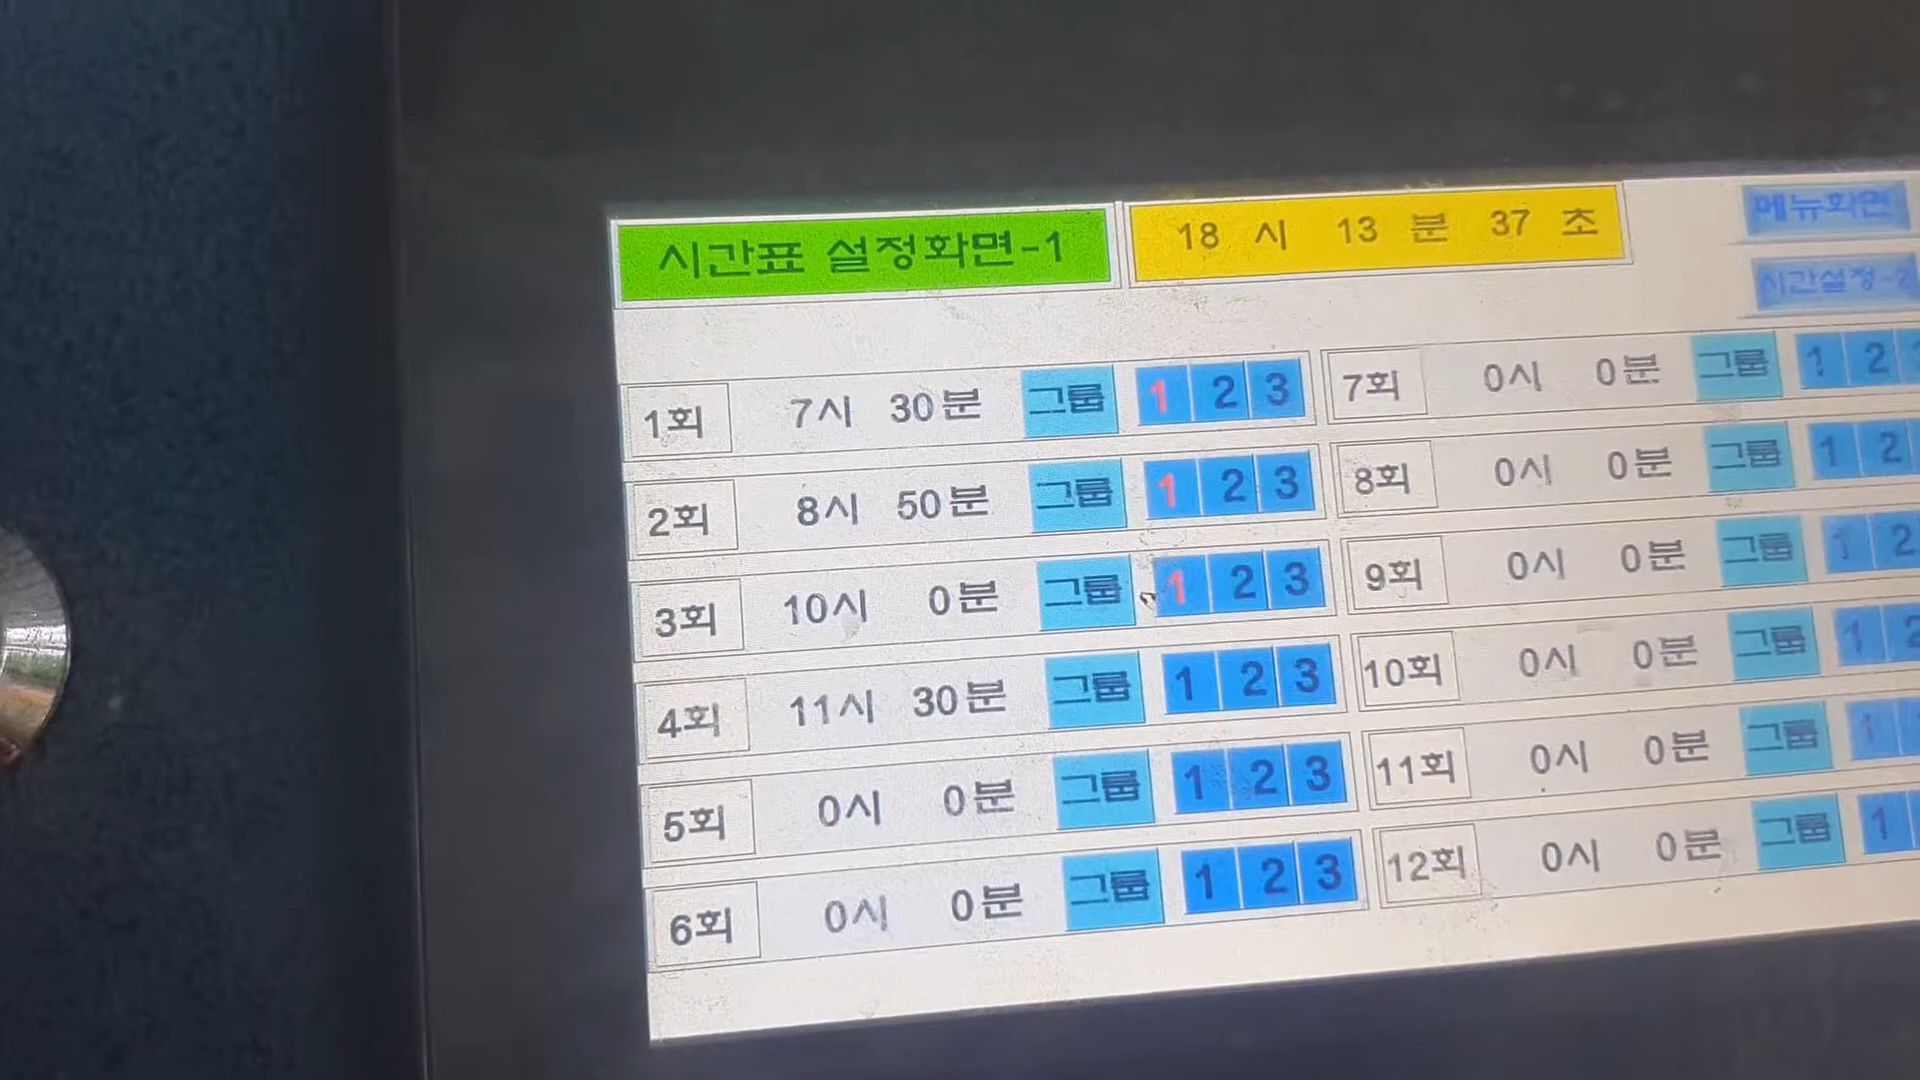 시간표 설정화면-1 18 시 13 분 37 초 메뉴화면
시간설정-2
1회 7시 30분 그룹 1 2 3 7회 0시 0분 그룹 1 2
2회 8시 50분 그룹 1 2 3 8회 0시 0분 그룹 1 2
3회 10시 0분 그룹 1 2 3 9회 0시 0분 그룹 1 2
4회 11시 30분 그룹 1 2 3 10회 0시 0분 그룹 1 2
5회 0시 0분 그룹 1 2 3 11회 0시 0분 그룹 1
6회 0시 0분 그룹 1 2 3 12회 0시 0분 그룹 1